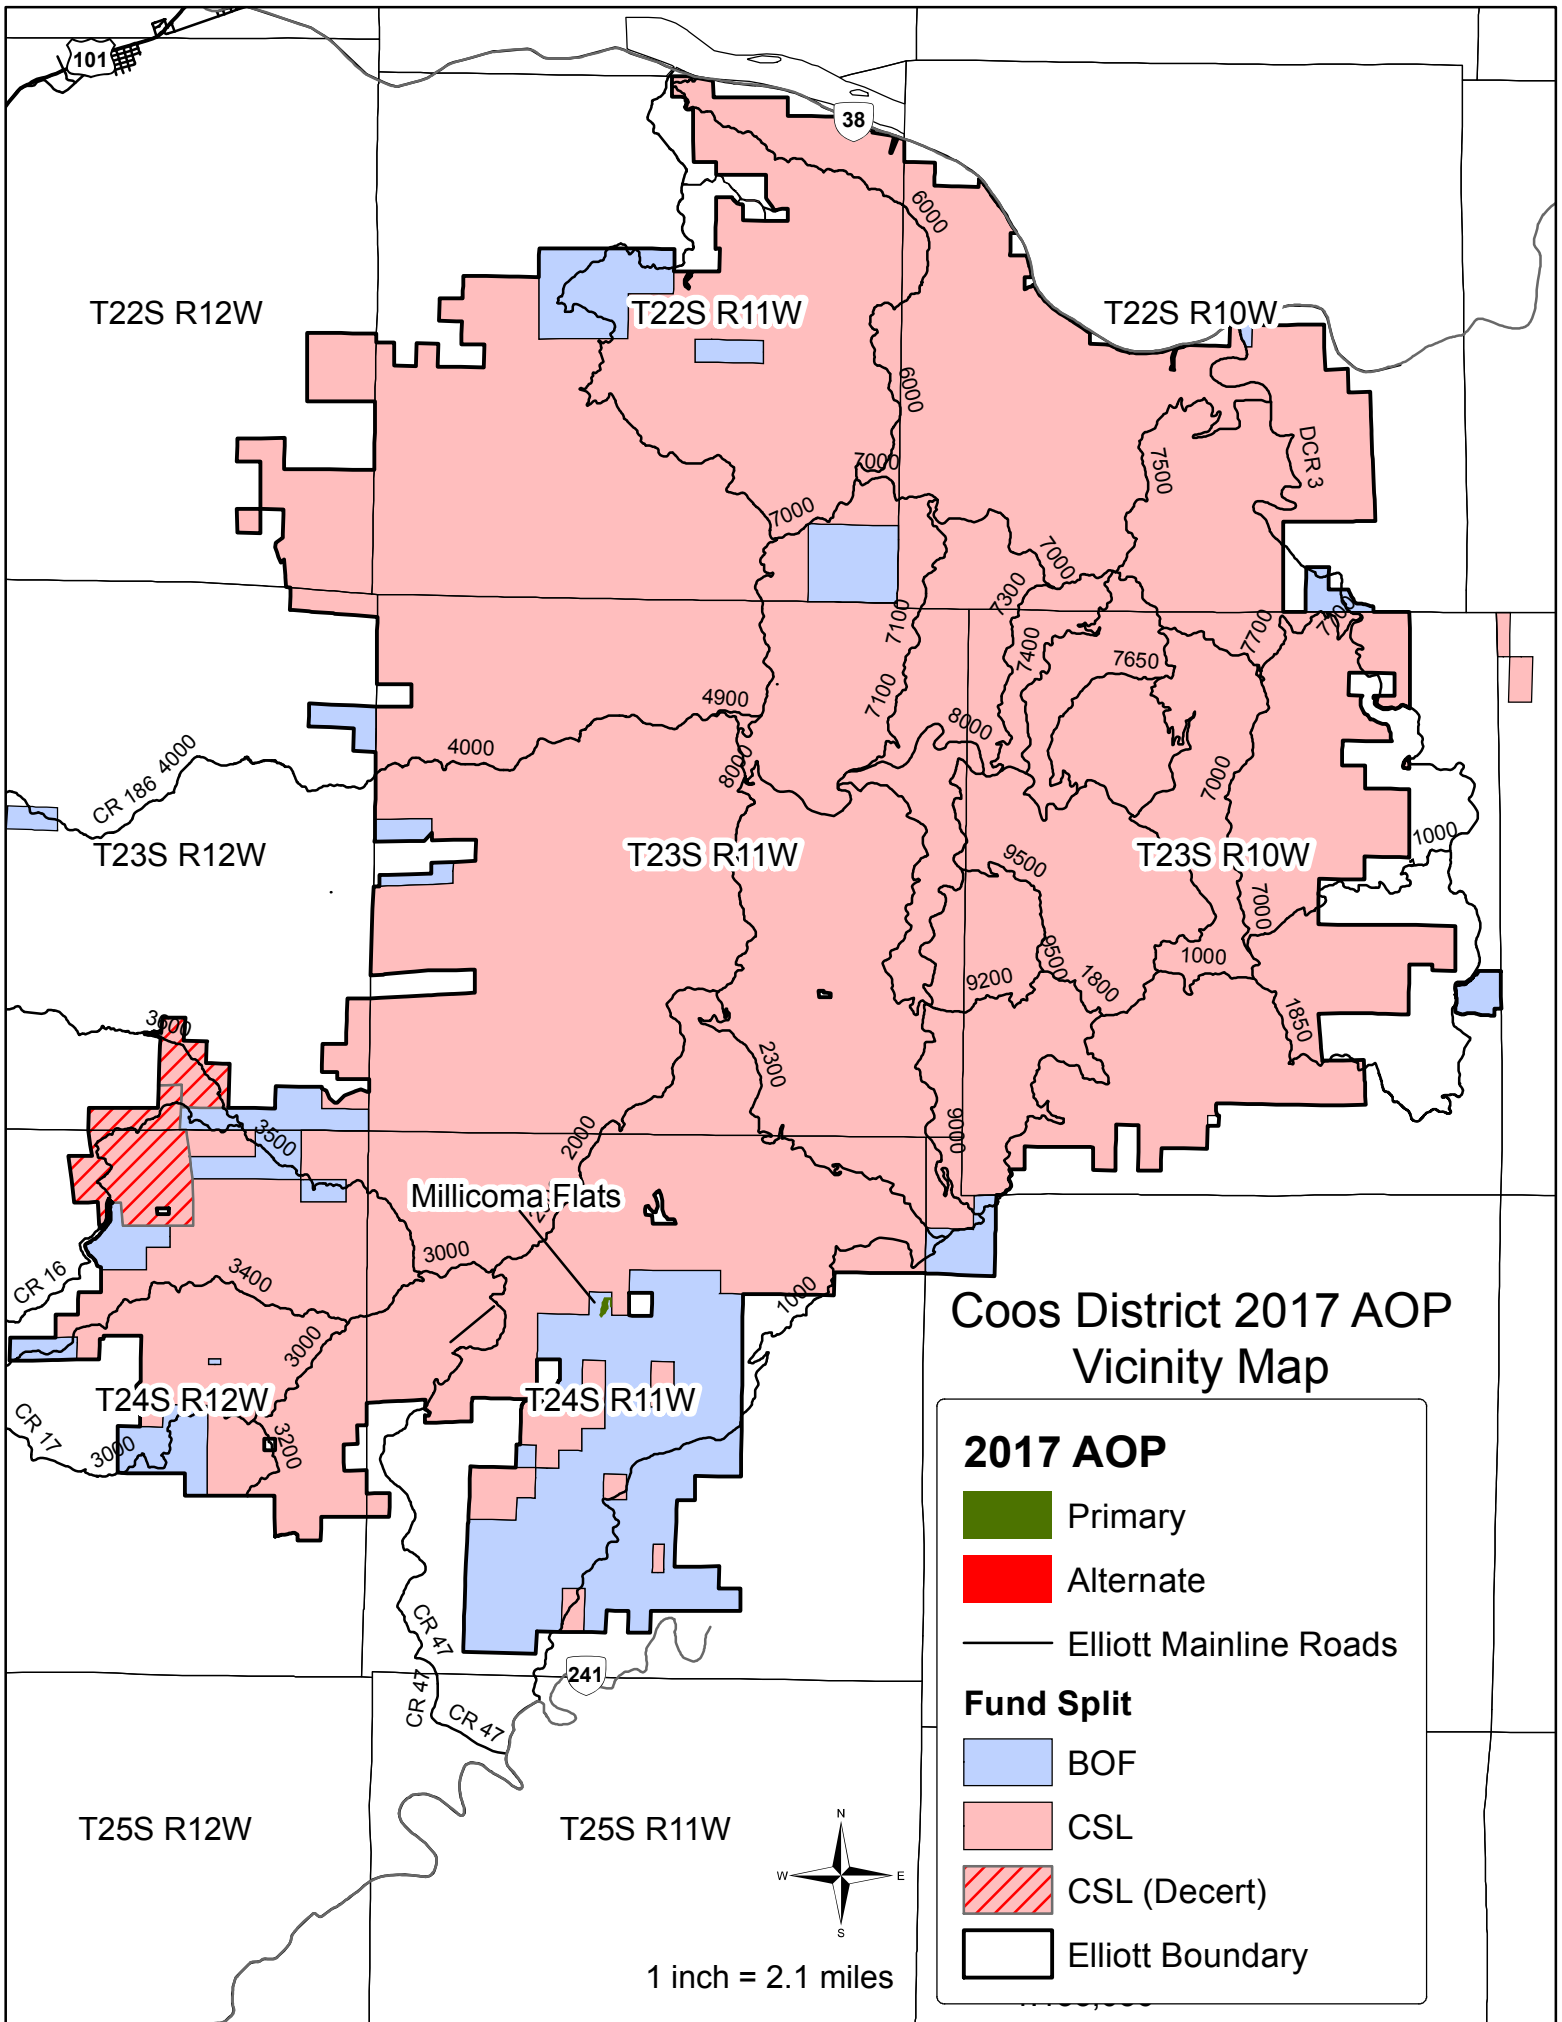 101
38
6000
T22S R12W
T22S R11W
T22S R10W
6000
DCR 3
7000
7500
7000
7000
7300
7100
7400
7700
7700
7650
7100
4900
8000
4000
CR 186 4000
8000
7000
1000
T23S R12W
T23S R11W
9500
T23S R10W
7000
9500
1000
9200
1800
1850
3600
2300
9000
3500
2000
Millicoma Flats
3000
CR 16
3400
1000
3000
Coos District 2017 AOP
Vicinity Map
T24S R12W
T24S R11W
CR 17
3000
3200
2017 AOP
Primary
Alternate
Elliott Mainline Roads
CR 47
241
CR 47
CR 47
Fund Split
BOF
CSL
CSL (Decert)
Elliott Boundary
T25S R12W
T25S R11W
N
W
E
S
1 inch = 2.1 miles